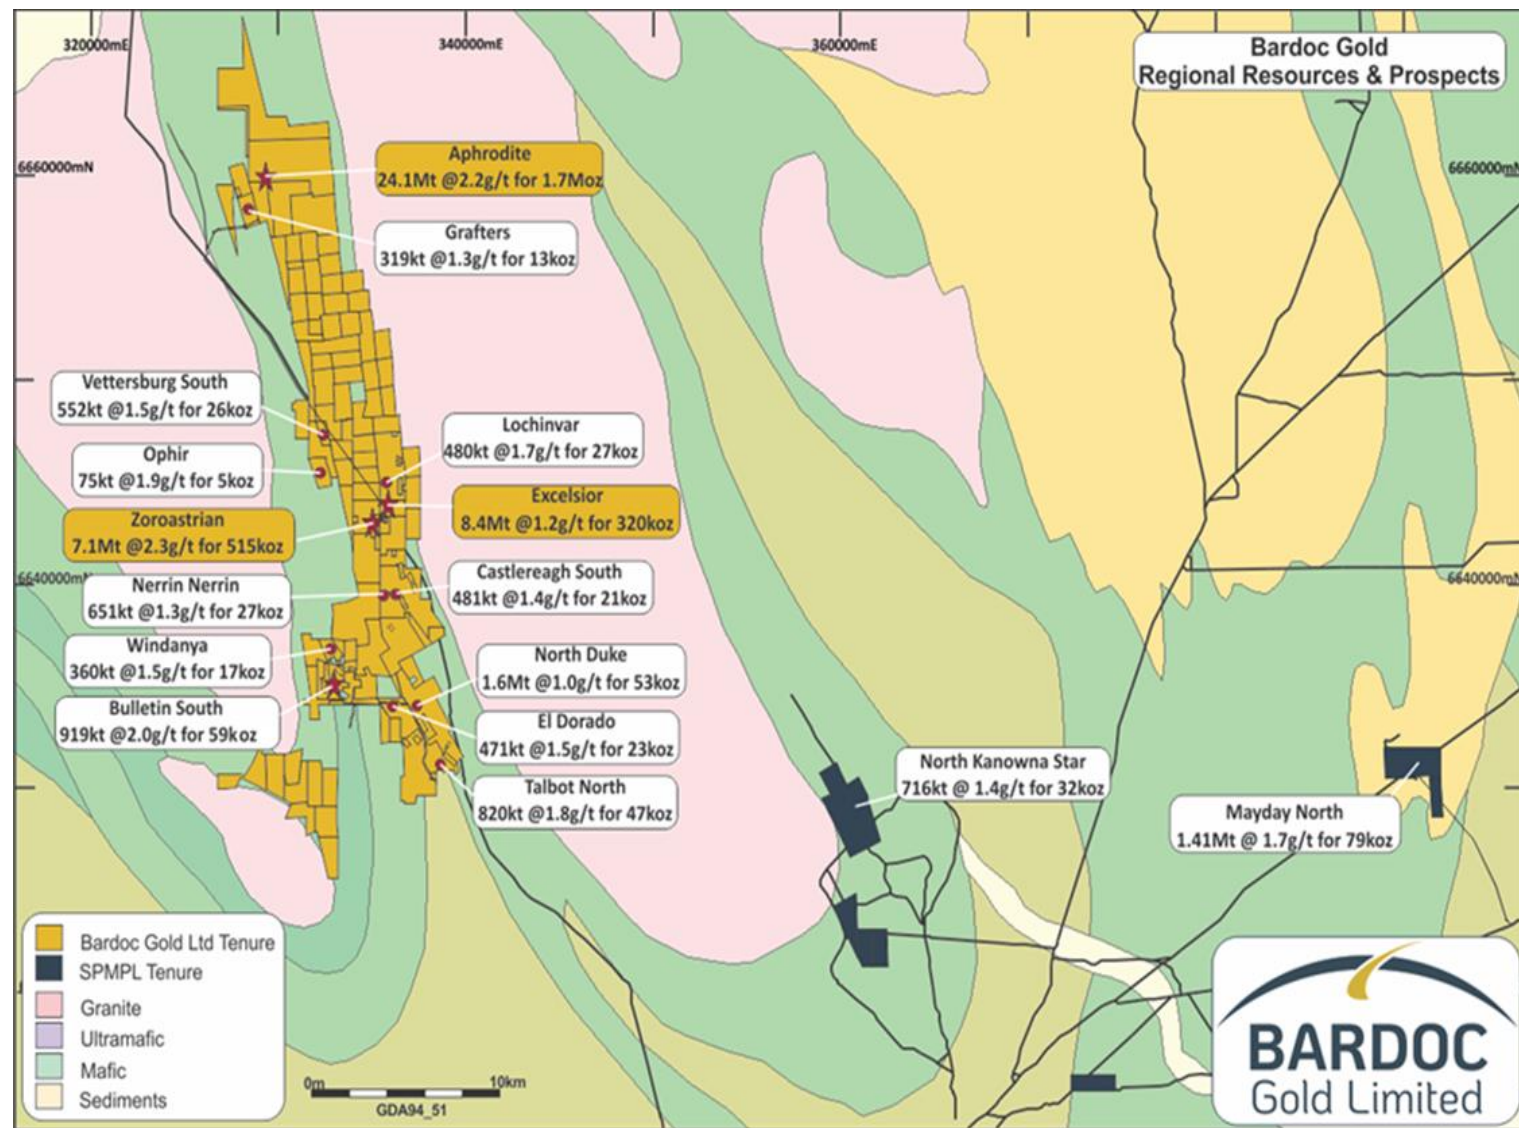 320000mE
340000mE
360000mE
Bardoc Gold
Regional Resources & Prospects
6660000mN
6660000mN
Aphrodite
24.1Mt @2.2g/t for 1.7Moz
Grafters
319kt @1.3g/t for 13koz
Vettersburg South
552kt @1.5g/t for 26koz
Lochinvar
480kt @1.7g/t for 27koz
Ophir
75kt @1.9g/t for 5koz
Excelsior
8.4Mt @1.2g/t for 320koz
Zoroastrian
7.1Mt @2.3g/t for 515koz
6640000mN
6640000mN
Castlereagh South
481kt @1.4g/t for 21koz
Nerrin Nerrin
651kt @1.3g/t for 27koz
Windanya
360kt @1.5g/t for 17koz
North Duke
1.6Mt @1.0g/t for 53koz
Bulletin South
919kt @2.0g/t for 59koz
El Dorado
471kt @1.5g/t for 23koz
North Kanowna Star
716kt @ 1.4g/t for 32koz
Talbot North
820kt @1.8g/t for 47koz
Mayday North
1.41Mt @ 1.7g/t for 79koz
Bardoc Gold Ltd Tenure
SPMPL Tenure
Granite
Ultramafic
Mafic
Sediments
0m
10km
GDA94_51
BARDOC
Gold Limited